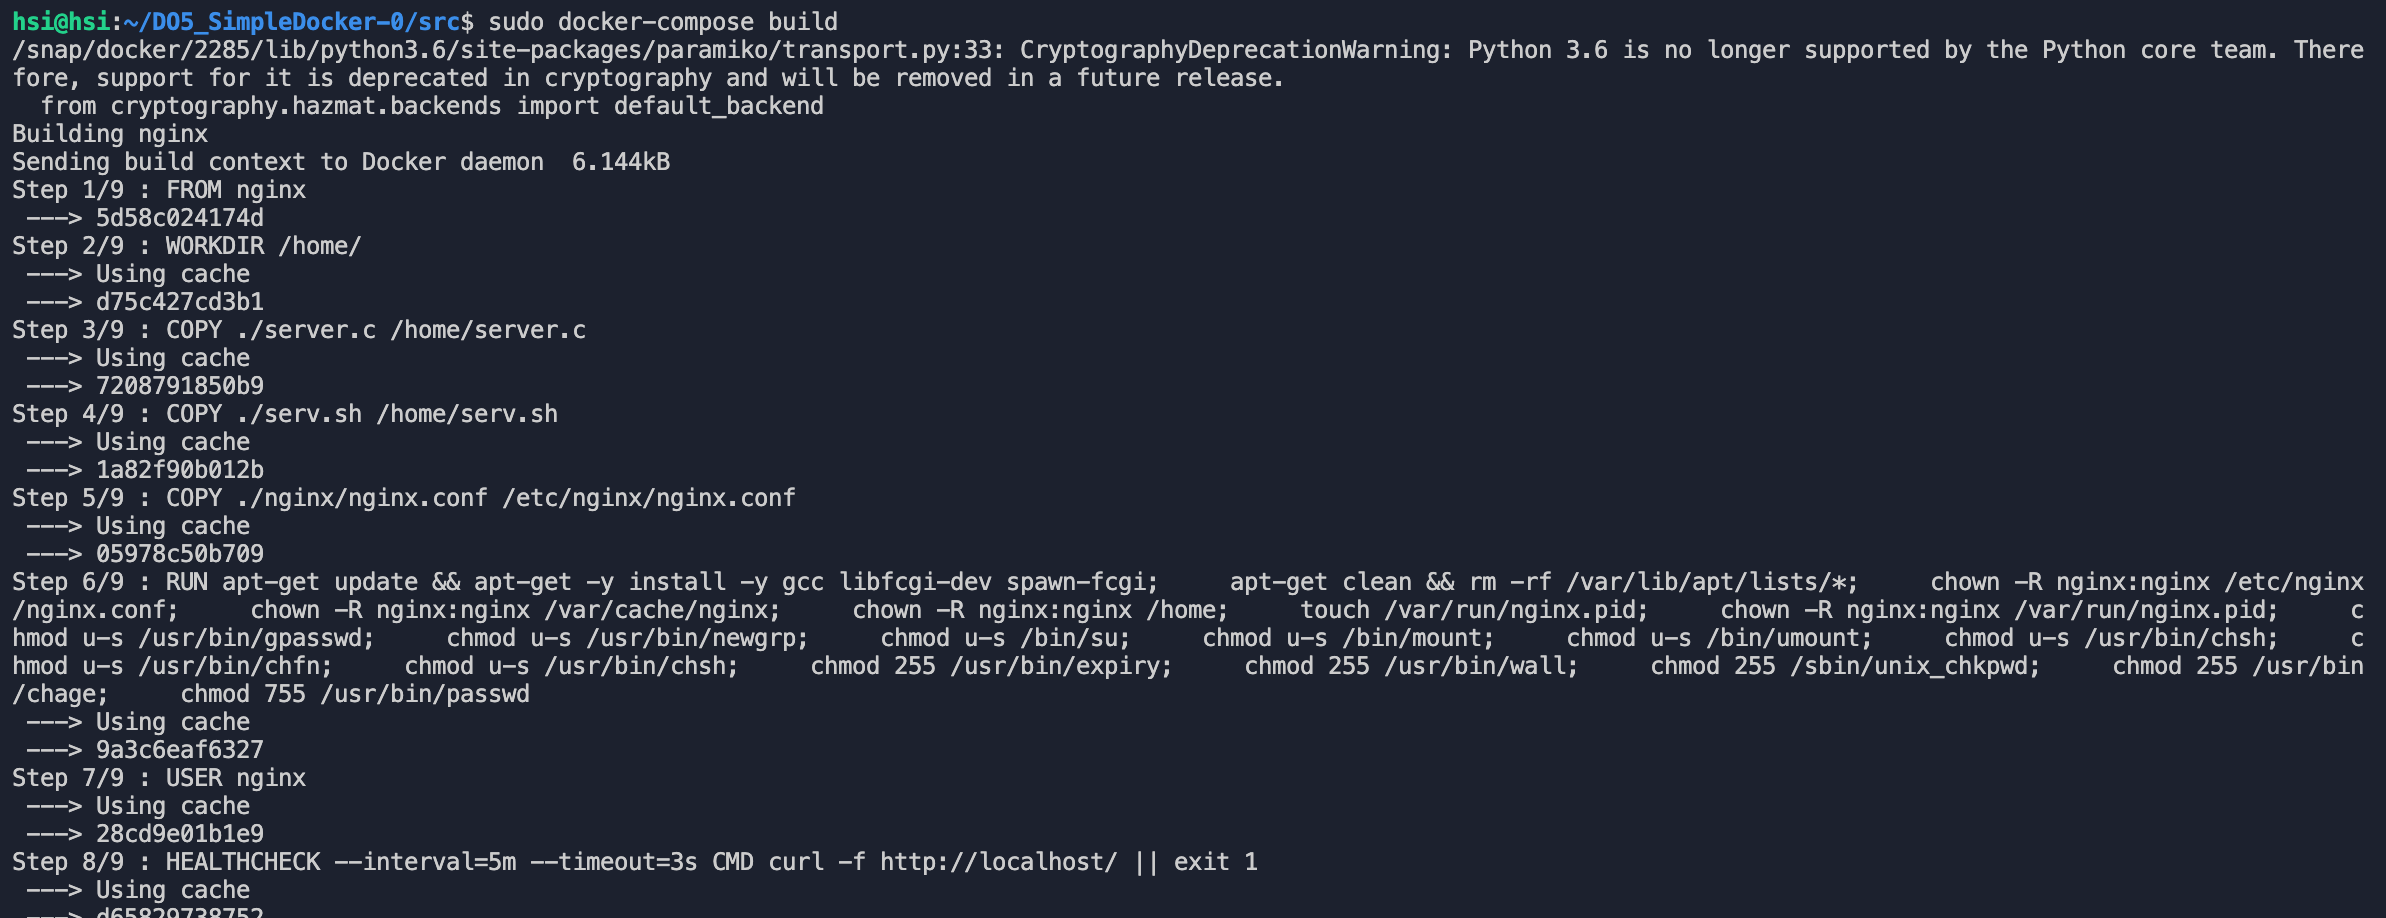 hsi@hsi:~/DO5_SimpleDocker-0/src$ sudo docker-compose build
/snap/docker/2285/lib/python3.6/site-packages/paramiko/transport.py:33: CryptographyDeprecationWarning: Python 3.6 is no longer supported by the Python core team. There
fore, support for it is deprecated in cryptography and will be removed in a future release.
  from cryptography.hazmat.backends import default_backend
Building nginx
Sending build context to Docker daemon  6.144kB
Step 1/9 : FROM nginx
 ---> 5d58c024174d
Step 2/9 : WORKDIR /home/
 ---> Using cache
 ---> d75c427cd3b1
Step 3/9 : COPY ./server.c /home/server.c
 ---> Using cache
 ---> 7208791850b9
Step 4/9 : COPY ./serv.sh /home/serv.sh
 ---> Using cache
 ---> 1a82f90b012b
Step 5/9 : COPY ./nginx/nginx.conf /etc/nginx/nginx.conf
 ---> Using cache
 ---> 05978c50b709
Step 6/9 : RUN apt-get update && apt-get -y install -y gcc libfcgi-dev spawn-fcgi;     apt-get clean && rm -rf /var/lib/apt/lists/*;     chown -R nginx:nginx /etc/nginx
/nginx.conf;     chown -R nginx:nginx /var/cache/nginx;     chown -R nginx:nginx /home;     touch /var/run/nginx.pid;     chown -R nginx:nginx /var/run/nginx.pid;     c
hmod u-s /usr/bin/gpasswd;     chmod u-s /usr/bin/newgrp;     chmod u-s /bin/su;     chmod u-s /bin/mount;     chmod u-s /bin/umount;     chmod u-s /usr/bin/chsh;     c
hmod u-s /usr/bin/chfn;     chmod u-s /usr/bin/chsh;     chmod 255 /usr/bin/expiry;     chmod 255 /usr/bin/wall;     chmod 255 /sbin/unix_chkpwd;     chmod 255 /usr/bin
/chage;     chmod 755 /usr/bin/passwd
 ---> Using cache
 ---> 9a3c6eaf6327
Step 7/9 : USER nginx
 ---> Using cache
 ---> 28cd9e01b1e9
Step 8/9 : HEALTHCHECK --interval=5m --timeout=3s CMD curl -f http://localhost/ || exit 1
 ---> Using cache
 ---> d65829738752